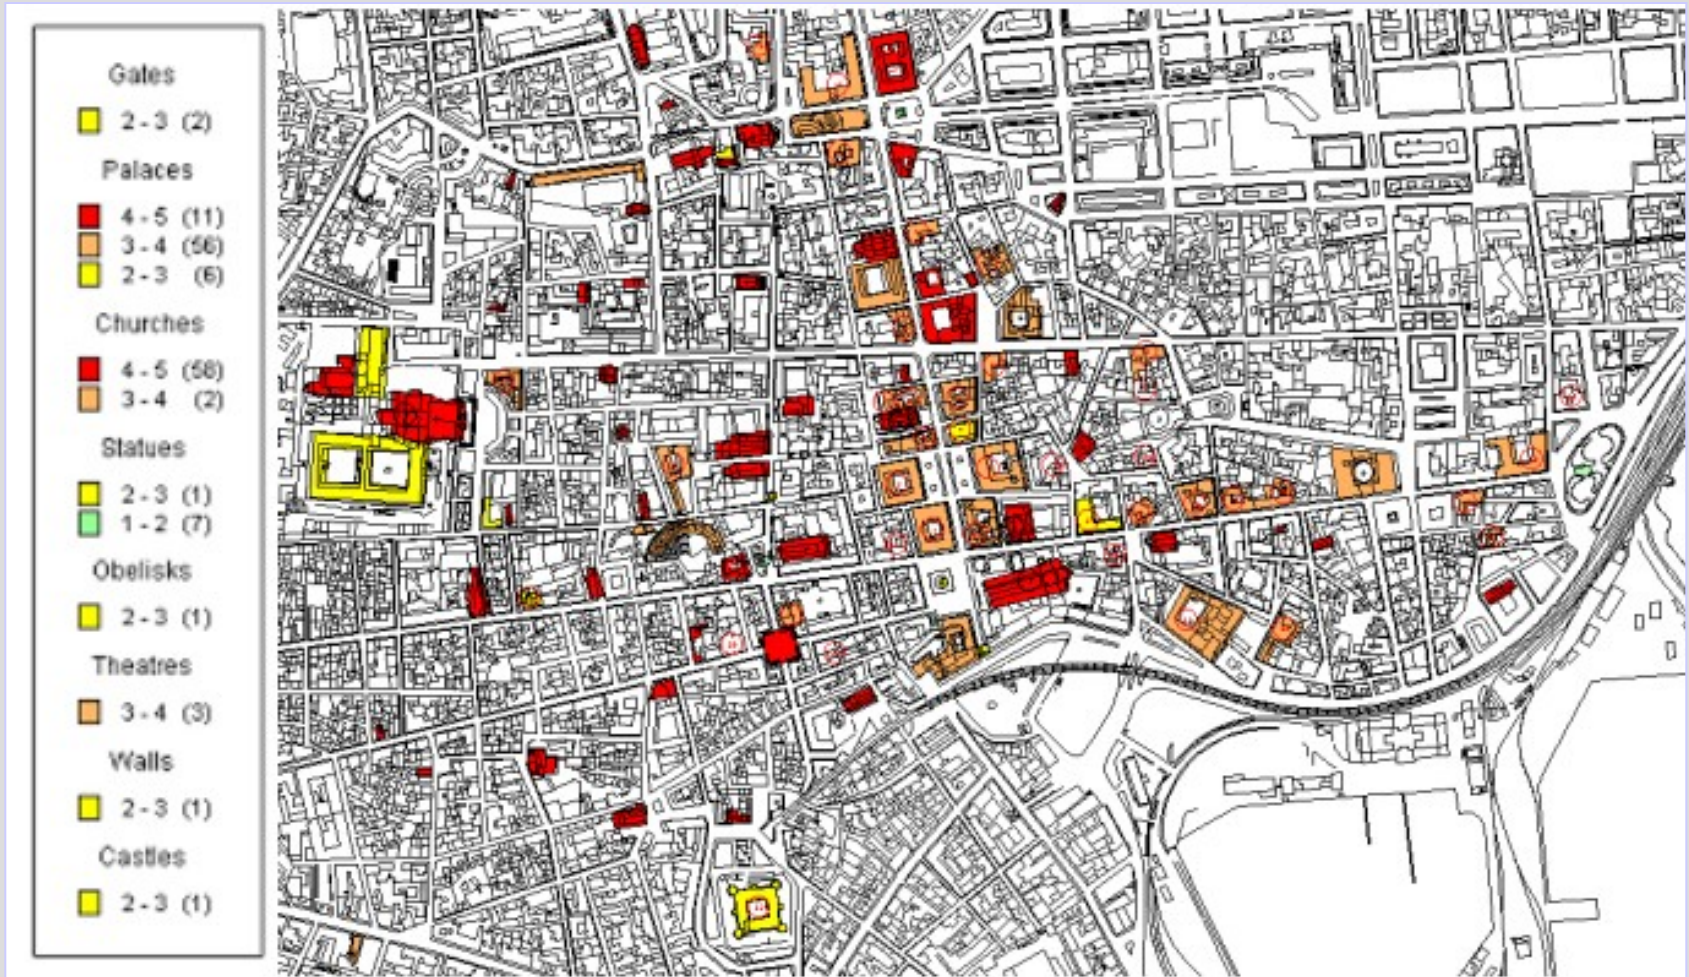 Gates
2 - 3 (2)
Palaces
4 - 5 (11)
3 - 4 (56)
2 - 3 (6)
Churches
4 - 5 (58)
3 - 4 (2)
Statues
2 - 3 (1)
1 - 2 (7)
Obelisks
2 - 3 (1)
Theatres
3 - 4 (3)
Walls
2 - 3 (1)
Castles
2 - 3 (1)